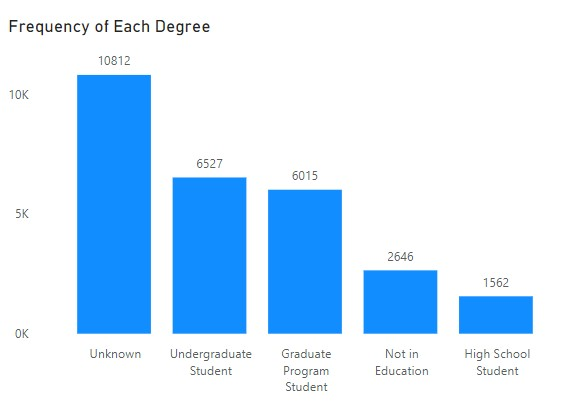 Frequency of Each Degree
10812
10K
6527
6015
5K
2646
1562
0K
Unknown
Undergraduate
Student
Graduate
Program
Student
Not in
Education
High School
Student